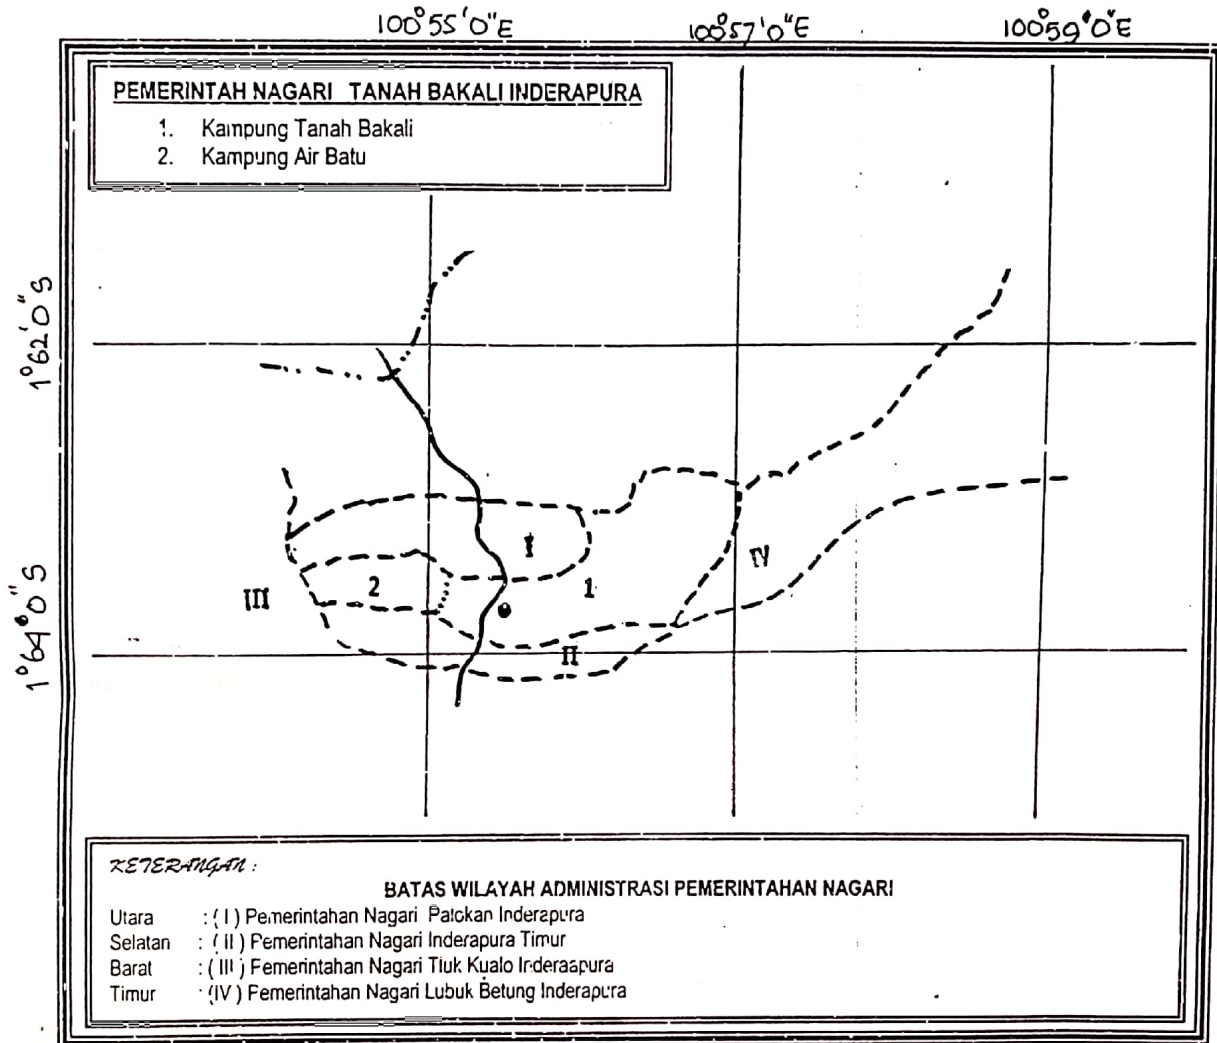 100°55'0"E 100°57'0"E 100°59'0"E
PEMERINTAH NAGARI TANAH BAKALI INDERAPURA
1. Kampung Tanah Bakali
2. Kampung Air Batu
1°62'0"S
1°64'0"S
I
IV
2
1
III
II
KETERANGAN :
BATAS WILAYAH ADMINISTRASI PEMERINTAHAN NAGARI
Utara : ( I ) Pemerintahan Nagari Palokan Inderapura
Selatan : ( II ) Pemerintahan Nagari Inderapura Timur
Barat : ( III ) Pemerintahan Nagari Tluk Kualo Inderaapura
Timur : (IV ) Pemerintahan Nagari Lubuk Betung Inderapura